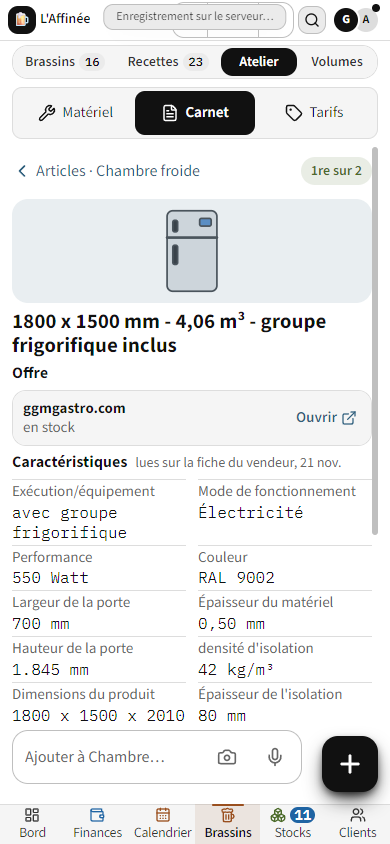 L'Affinée
Enregistrement sur le serveur…
G
A
Brassins 16
Recettes 23
Atelier
Volumes
Matériel
Carnet
Tarifs
Articles · Chambre froide
1re sur 2
1800 x 1500 mm - 4,06 m³ - groupe
frigorifique inclus
Offre
ggmgastro.com
en stock
Ouvrir
Caractéristiques lues sur la fiche du vendeur, 21 nov.
Exécution/équipement
avec groupe
frigorifique
Mode de fonctionnement
Électricité
Performance
550 Watt
Couleur
RAL 9002
Largeur de la porte
700 mm
Épaisseur du matériel
0,50 mm
Hauteur de la porte
1.845 mm
densité d'isolation
42 kg/m³
Dimensions du produit
1800 x 1500 x 2010
Épaisseur de l'isolation
80 mm
Ajouter à Chambre…
Bord
Finances
Calendrier
Brassins
11
Stocks
Clients